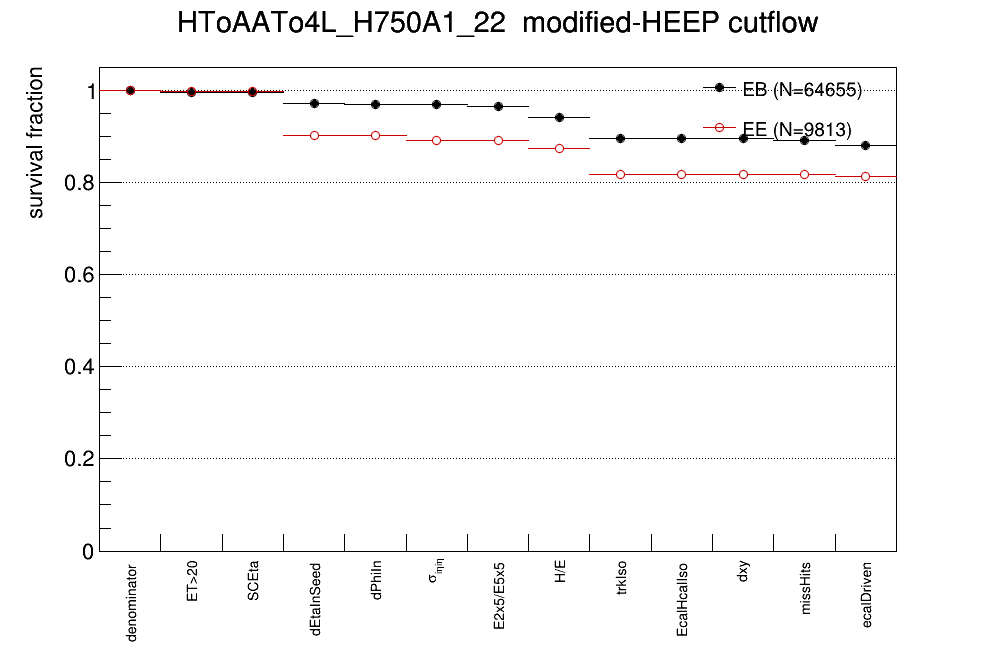 HToAATo4L_H750A1_22 modified-HEEP cutflow
survival fraction
1
0.8
0.6
0.4
0.2
0
EB (N=64655)
EE (N=9813)
denominator
ET>20
SCEta
dEtaInSeed
dPhiIn
σiηiη
E2x5/E5x5
H/E
trkIso
EcalHcalIso
dxy
missHits
ecalDriven